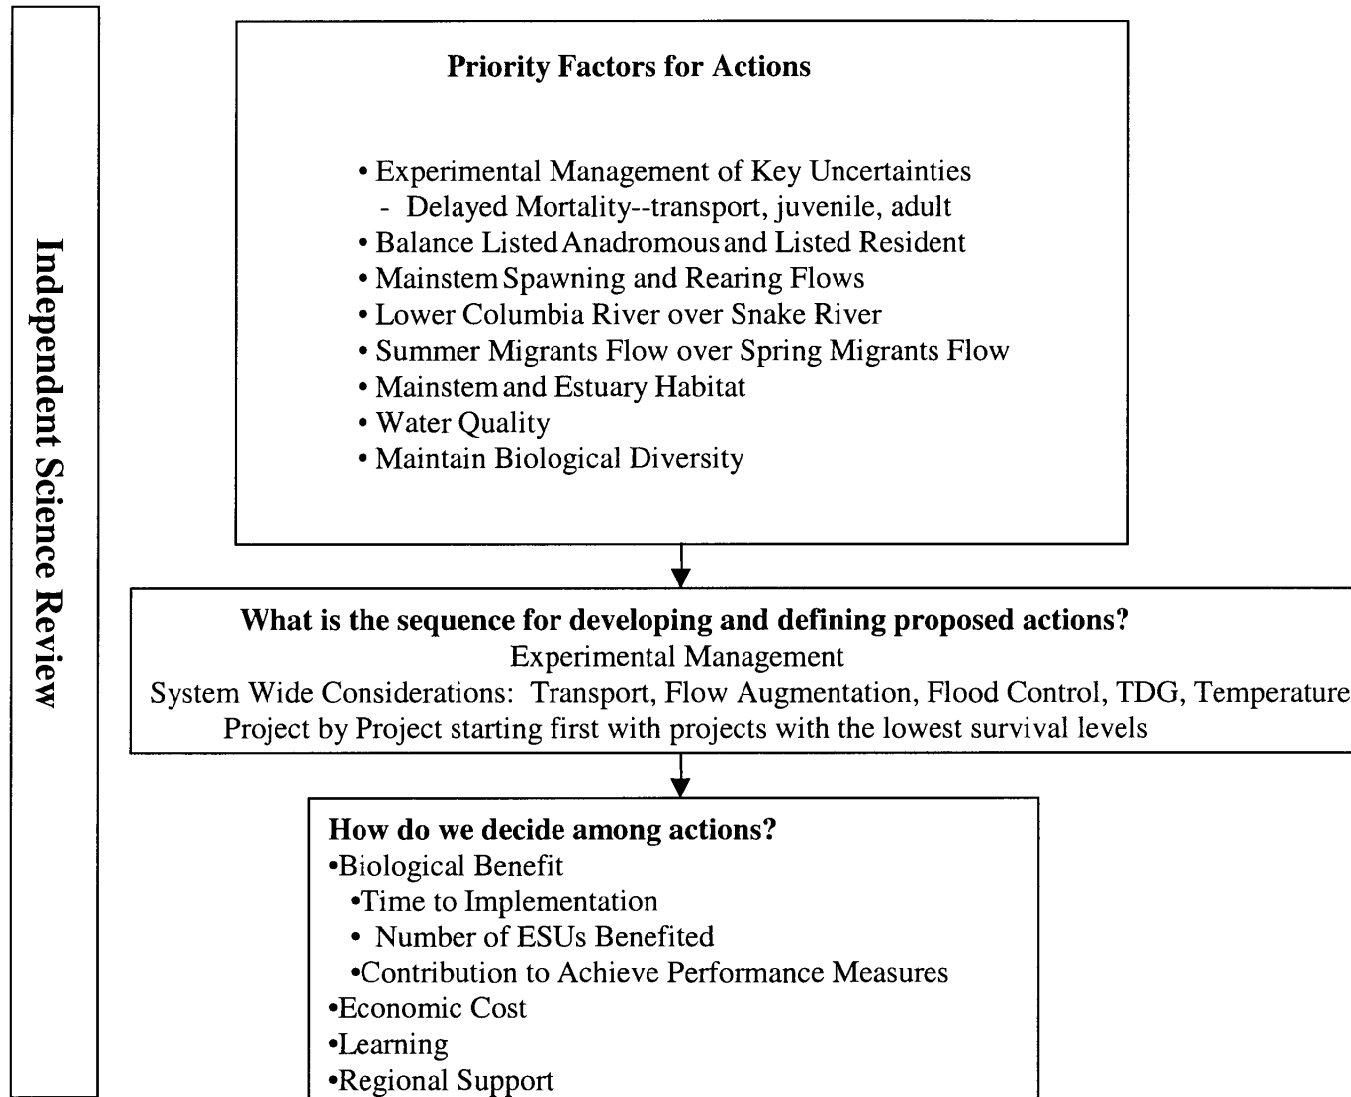 Independent Science Review
Priority Factors for Actions
• Experimental Management of Key Uncertainties
- Delayed Mortality--transport, juvenile, adult
• Balance Listed Anadromous and Listed Resident
• Mainstem Spawning and Rearing Flows
• Lower Columbia River over Snake River
• Summer Migrants Flow over Spring Migrants Flow
• Mainstem and Estuary Habitat
• Water Quality
• Maintain Biological Diversity
What is the sequence for developing and defining proposed actions?
Experimental Management
System Wide Considerations: Transport, Flow Augmentation, Flood Control, TDG, Temperature
Project by Project starting first with projects with the lowest survival levels
How do we decide among actions?
•Biological Benefit
•Time to Implementation
• Number of ESUs Benefited
•Contribution to Achieve Performance Measures
•Economic Cost
•Learning
•Regional Support